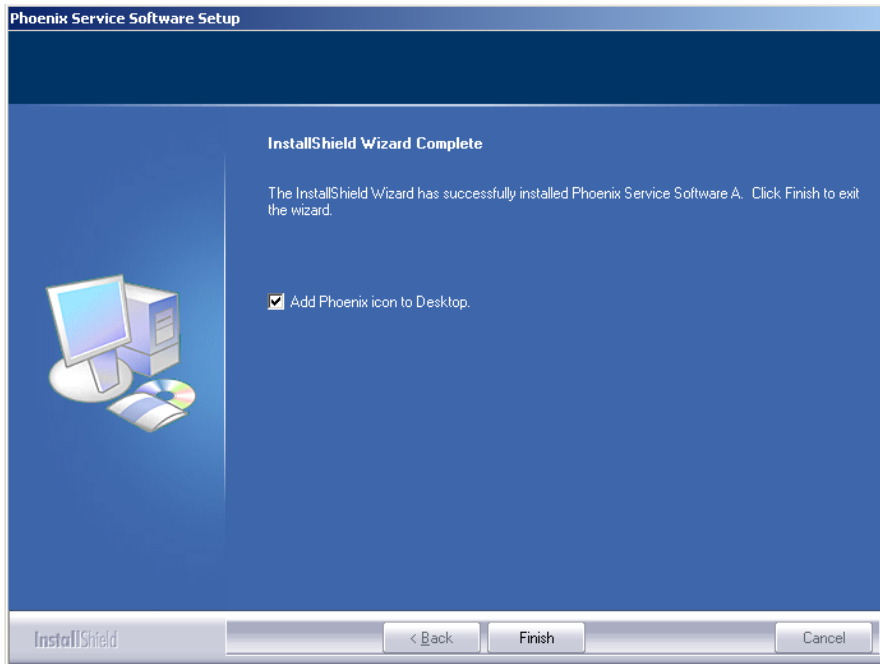 Phoenix Service Software Setup
InstallShield Wizard Complete
The InstallShield Wizard has successfully installed Phoenix Service Software A. Click Finish to exit
the wizard.
Add Phoenix icon to Desktop.
InstallShield
< Back
Finish
Cancel